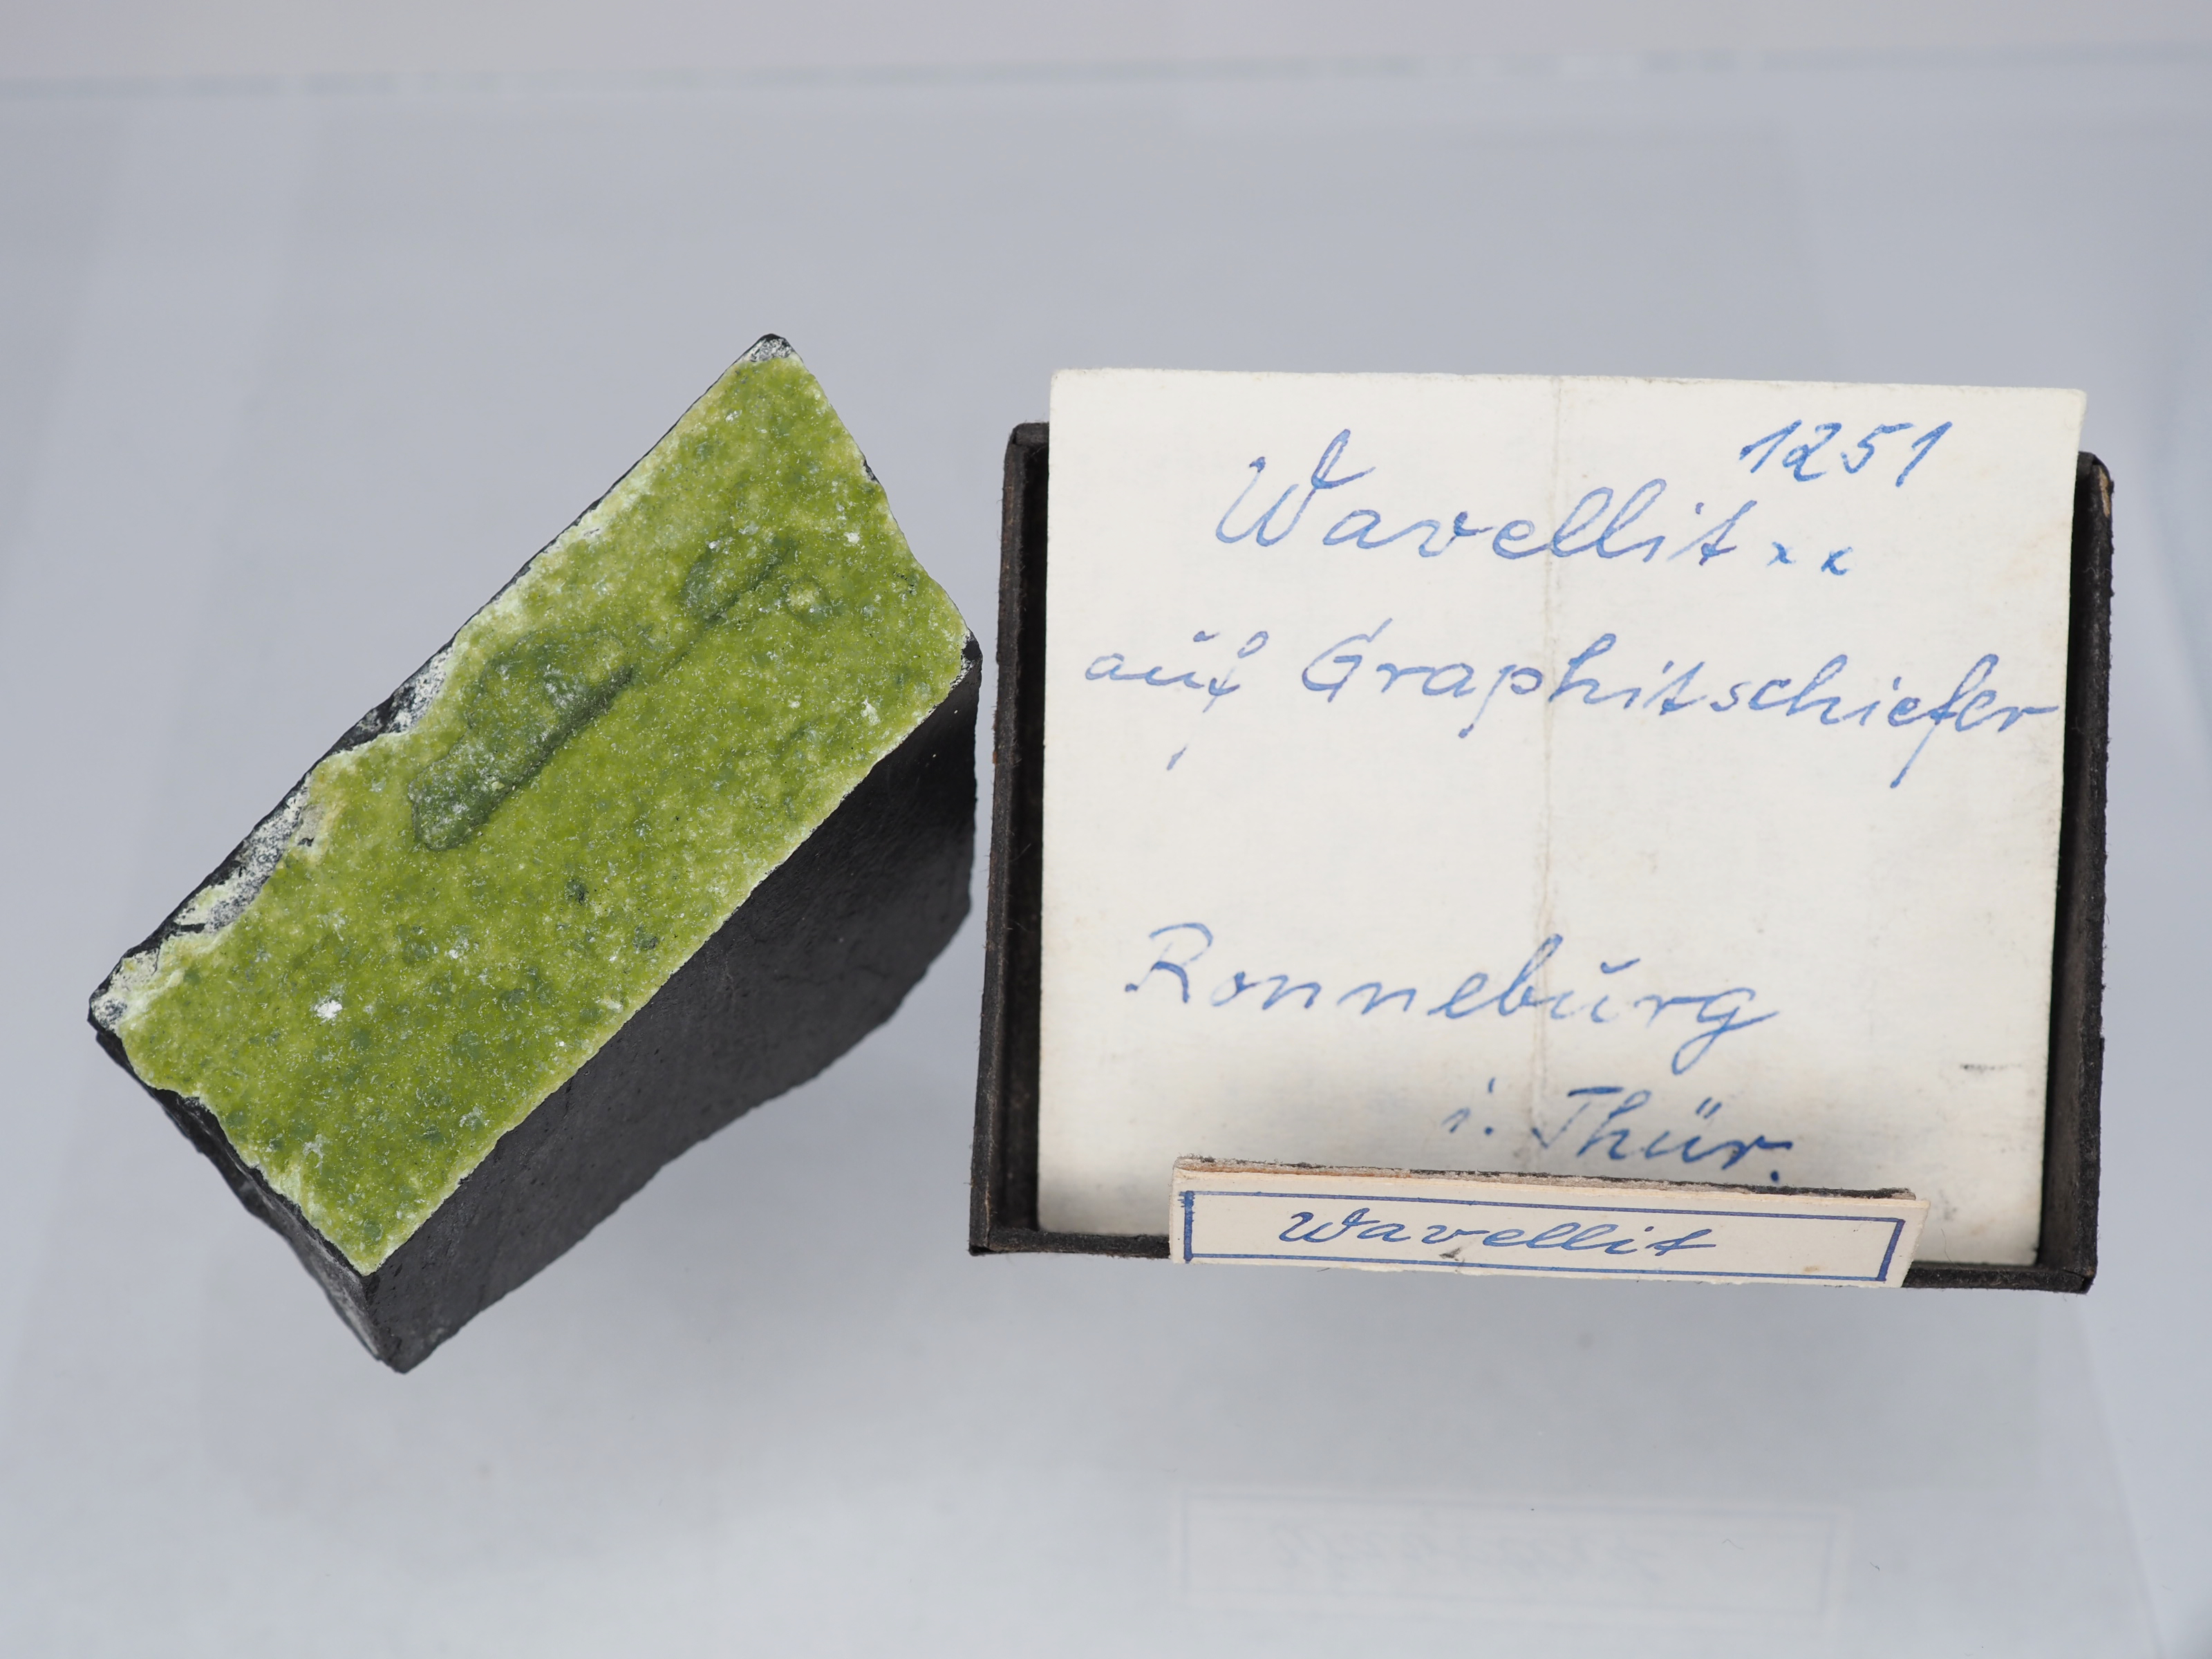 1251
Wavellit xx
auf Graphitschiefer
Ronneburg
i. Thür.
Wavellit